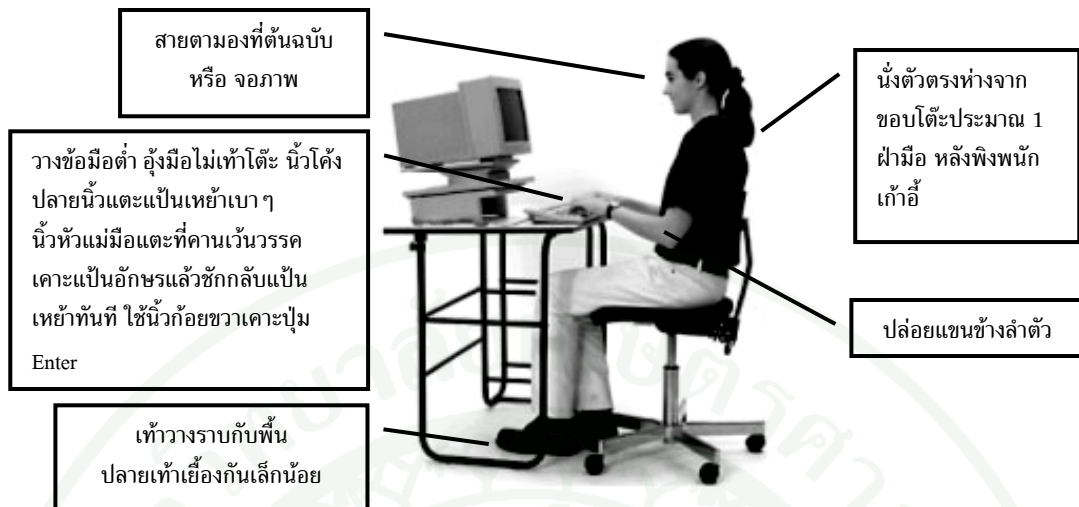 สายตามองที่ต้นฉบับ
หรือ จอภาพ
วางข้อมือต่ำ อุ้งมือไม่เท้าโต๊ะ นิ้วโค้ง
ปลายนิ้วแตะแป้นเหย้าเบา ๆ
นิ้วหัวแม่มือแตะที่คานเว้นวรรค
เคาะแป้นอักษรแล้วชักกลับแป้น
เหย้าทันที ใช้นิ้วก้อยขวาเคาะปุ่ม
Enter
เท้าวางราบกับพื้น
ปลายเท้าเยื้องกันเล็กน้อย
นั่งตัวตรงห่างจาก
ขอบโต๊ะประมาณ 1
ฝ่ามือ หลังพิงพนัก
เก้าอี้
ปล่อยแขนข้างลำตัว